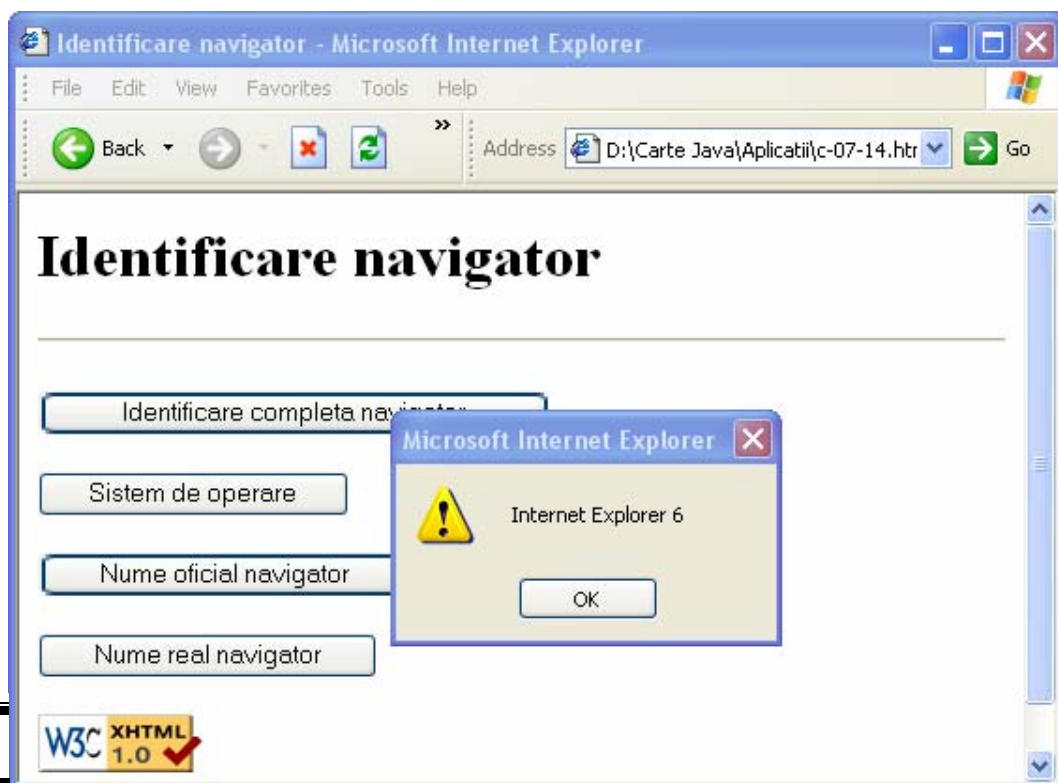 Identificare navigator - Microsoft Internet Explorer
File Edit View Favorites Tools Help
Back » Address D:\Carte Java\Aplicatii\c-07-14.htr Go
Identificare navigator
Identificare completa navigator
Microsoft Internet Explorer
Sistem de operare
Internet Explorer 6
Nume oficial navigator
OK
Nume real navigator
W3C XHTML
1.0